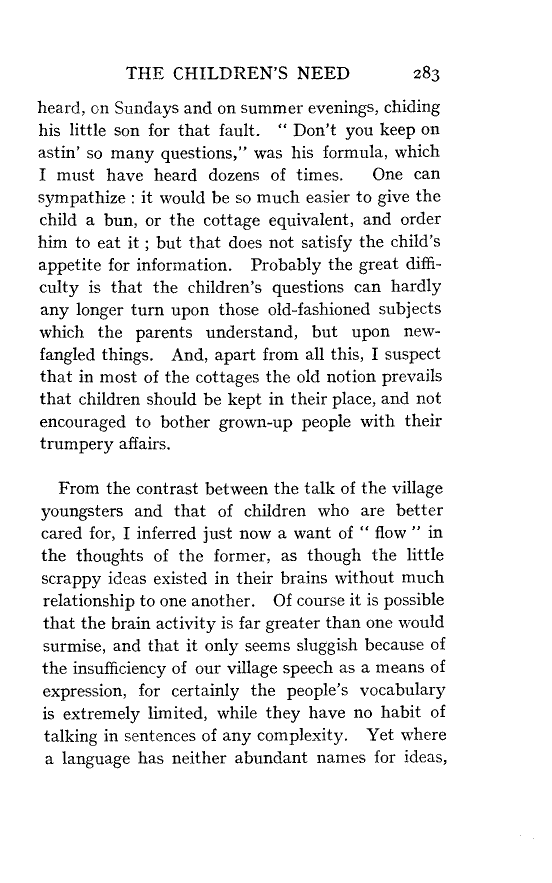 THE CHILDREN'S NEED 283
heard, on Sundays and on summer evenings, chiding
his little son for that fault. “ Don't you keep on
astin' so many questions,” was his formula, which
I must have heard dozens of times. One can
sympathize : it would be so much easier to give the
child a bun, or the cottage equivalent, and order
him to eat it ; but that does not satisfy the child's
appetite for information. Probably the great diffi-
culty is that the children's questions can hardly
any longer turn upon those old-fashioned subjects
which the parents understand, but upon new-
fangled things. And, apart from all this, I suspect
that in most of the cottages the old notion prevails
that children should be kept in their place, and not
encouraged to bother grown-up people with their
trumpery affairs.
From the contrast between the talk of the village
youngsters and that of children who are better
cared for, I inferred just now a want of “ flow ” in
the thoughts of the former, as though the little
scrappy ideas existed in their brains without much
relationship to one another. Of course it is possible
that the brain activity is far greater than one would
surmise, and that it only seems sluggish because of
the insufficiency of our village speech as a means of
expression, for certainly the people's vocabulary
is extremely limited, while they have no habit of
talking in sentences of any complexity. Yet where
a language has neither abundant names for ideas,